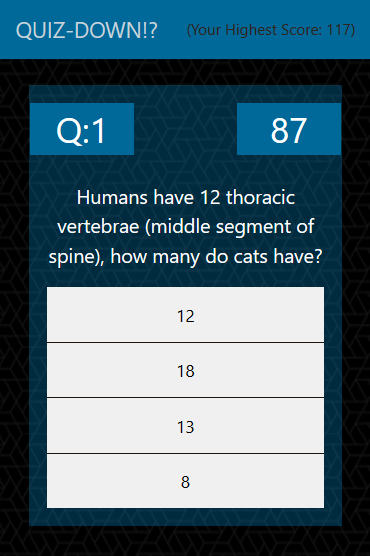 QUIZ-DOWN!?
(Your Highest Score: 117)
Q:1
87
Humans have 12 thoracic
vertebrae (middle segment of
spine), how many do cats have?
12
18
13
8